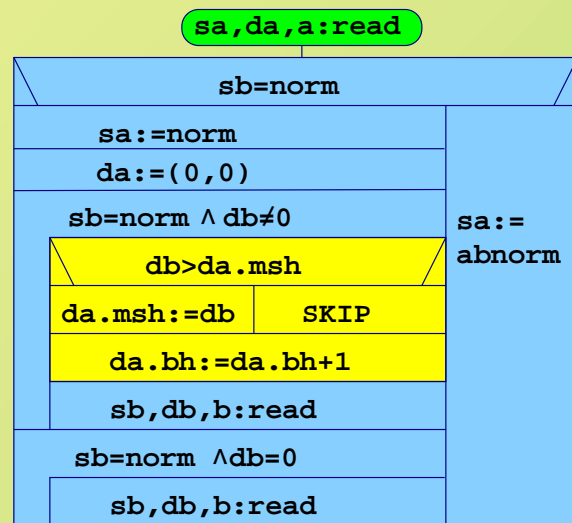 sa,da,a:read
sb=norm
sa:=norm
da:=(0,0)
sb=norm ∧ db≠0
db>da.msh
da.msh:=db
SKIP
da.bh:=da.bh+1
sb,db,b:read
sb=norm ∧db=0
sb,db,b:read
sa:=
abnorm